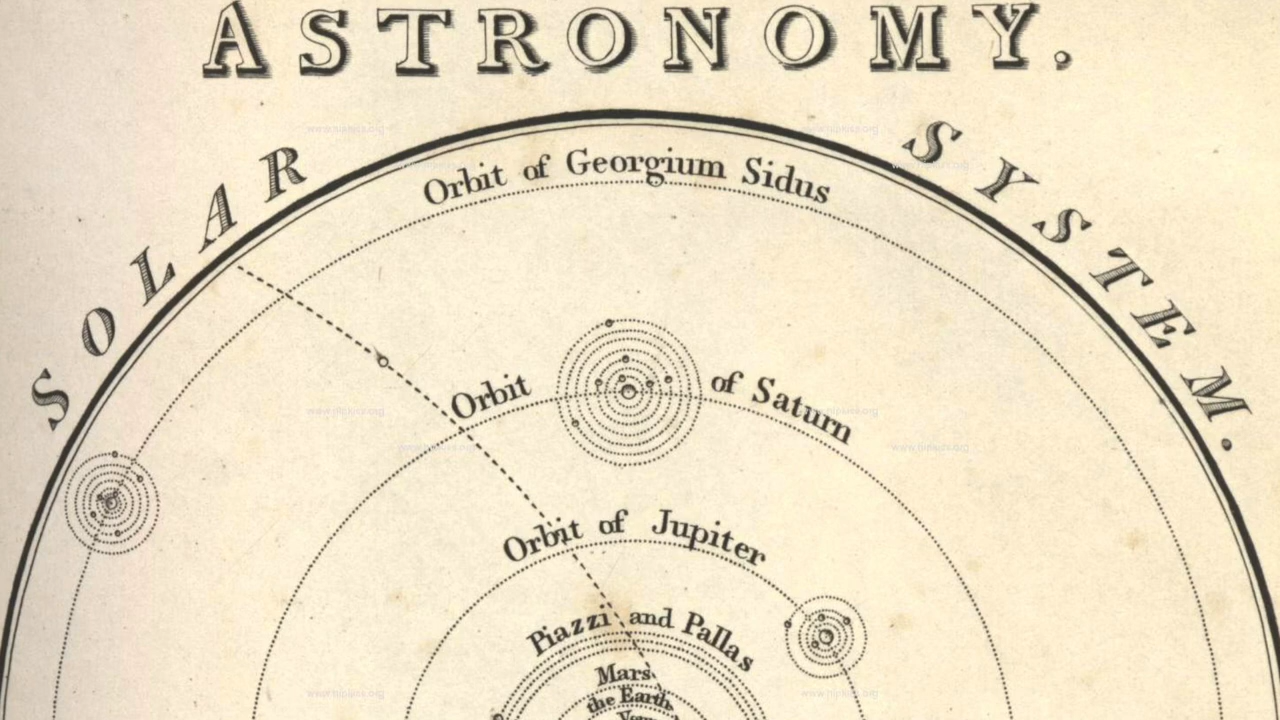 ASTRONOMY.
SOLAR SYSTEM.
Orbit of Georgium Sidus
Orbit of Saturn
Orbit of Jupiter
Piazzi and Pallas
Mars
the Earth